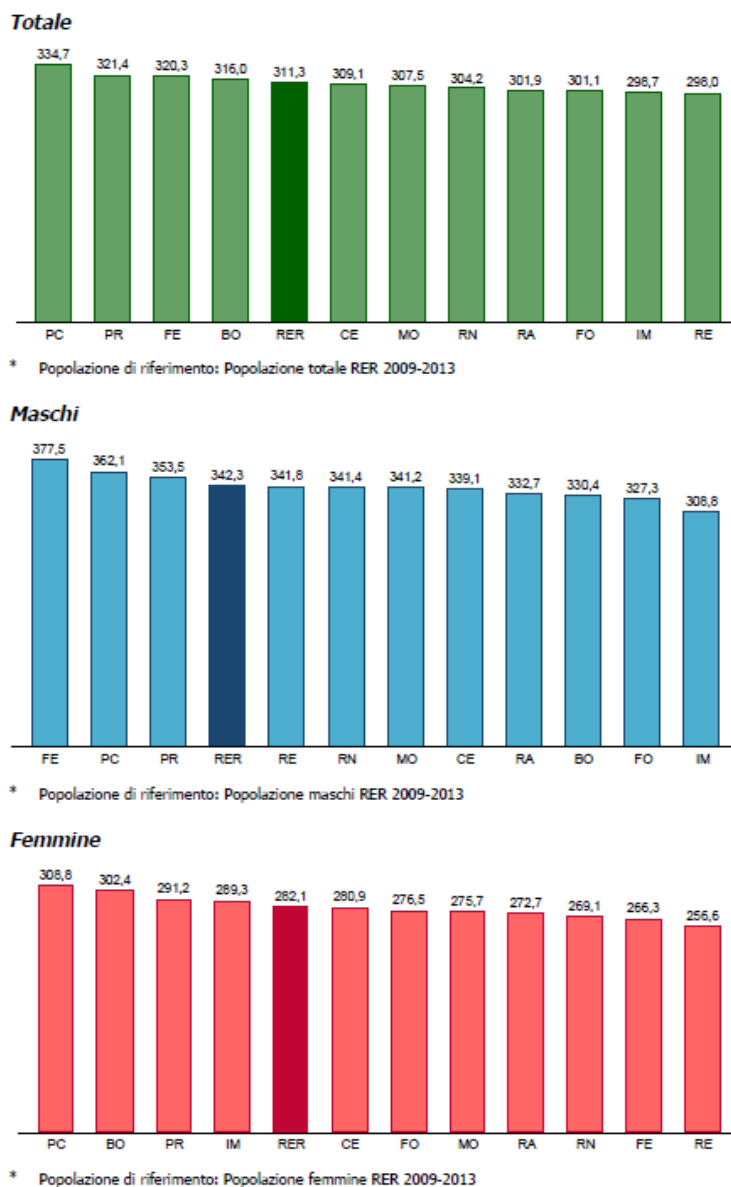 Totale
334,7 321,4 320,3 316,0 311,3 309,1 307,5 304,2 301,9 301,1 298,7 298,0
PC PR FE BO RER CE MO RN RA FO IM RE
* Popolazione di riferimento: Popolazione totale RER 2009-2013
Maschi
377,5 362,1 353,5 342,3 341,8 341,4 341,2 339,1 332,7 330,4 327,3 308,8
FE PC PR RER RE RN MO CE RA BO FO IM
* Popolazione di riferimento: Popolazione maschi RER 2009-2013
Femmine
308,8 302,4 291,2 289,3 282,1 280,9 276,5 275,7 272,7 269,1 266,3 256,6
PC BO PR IM RER CE FO MO RA RN FE RE
* Popolazione di riferimento: Popolazione femmine RER 2009-2013